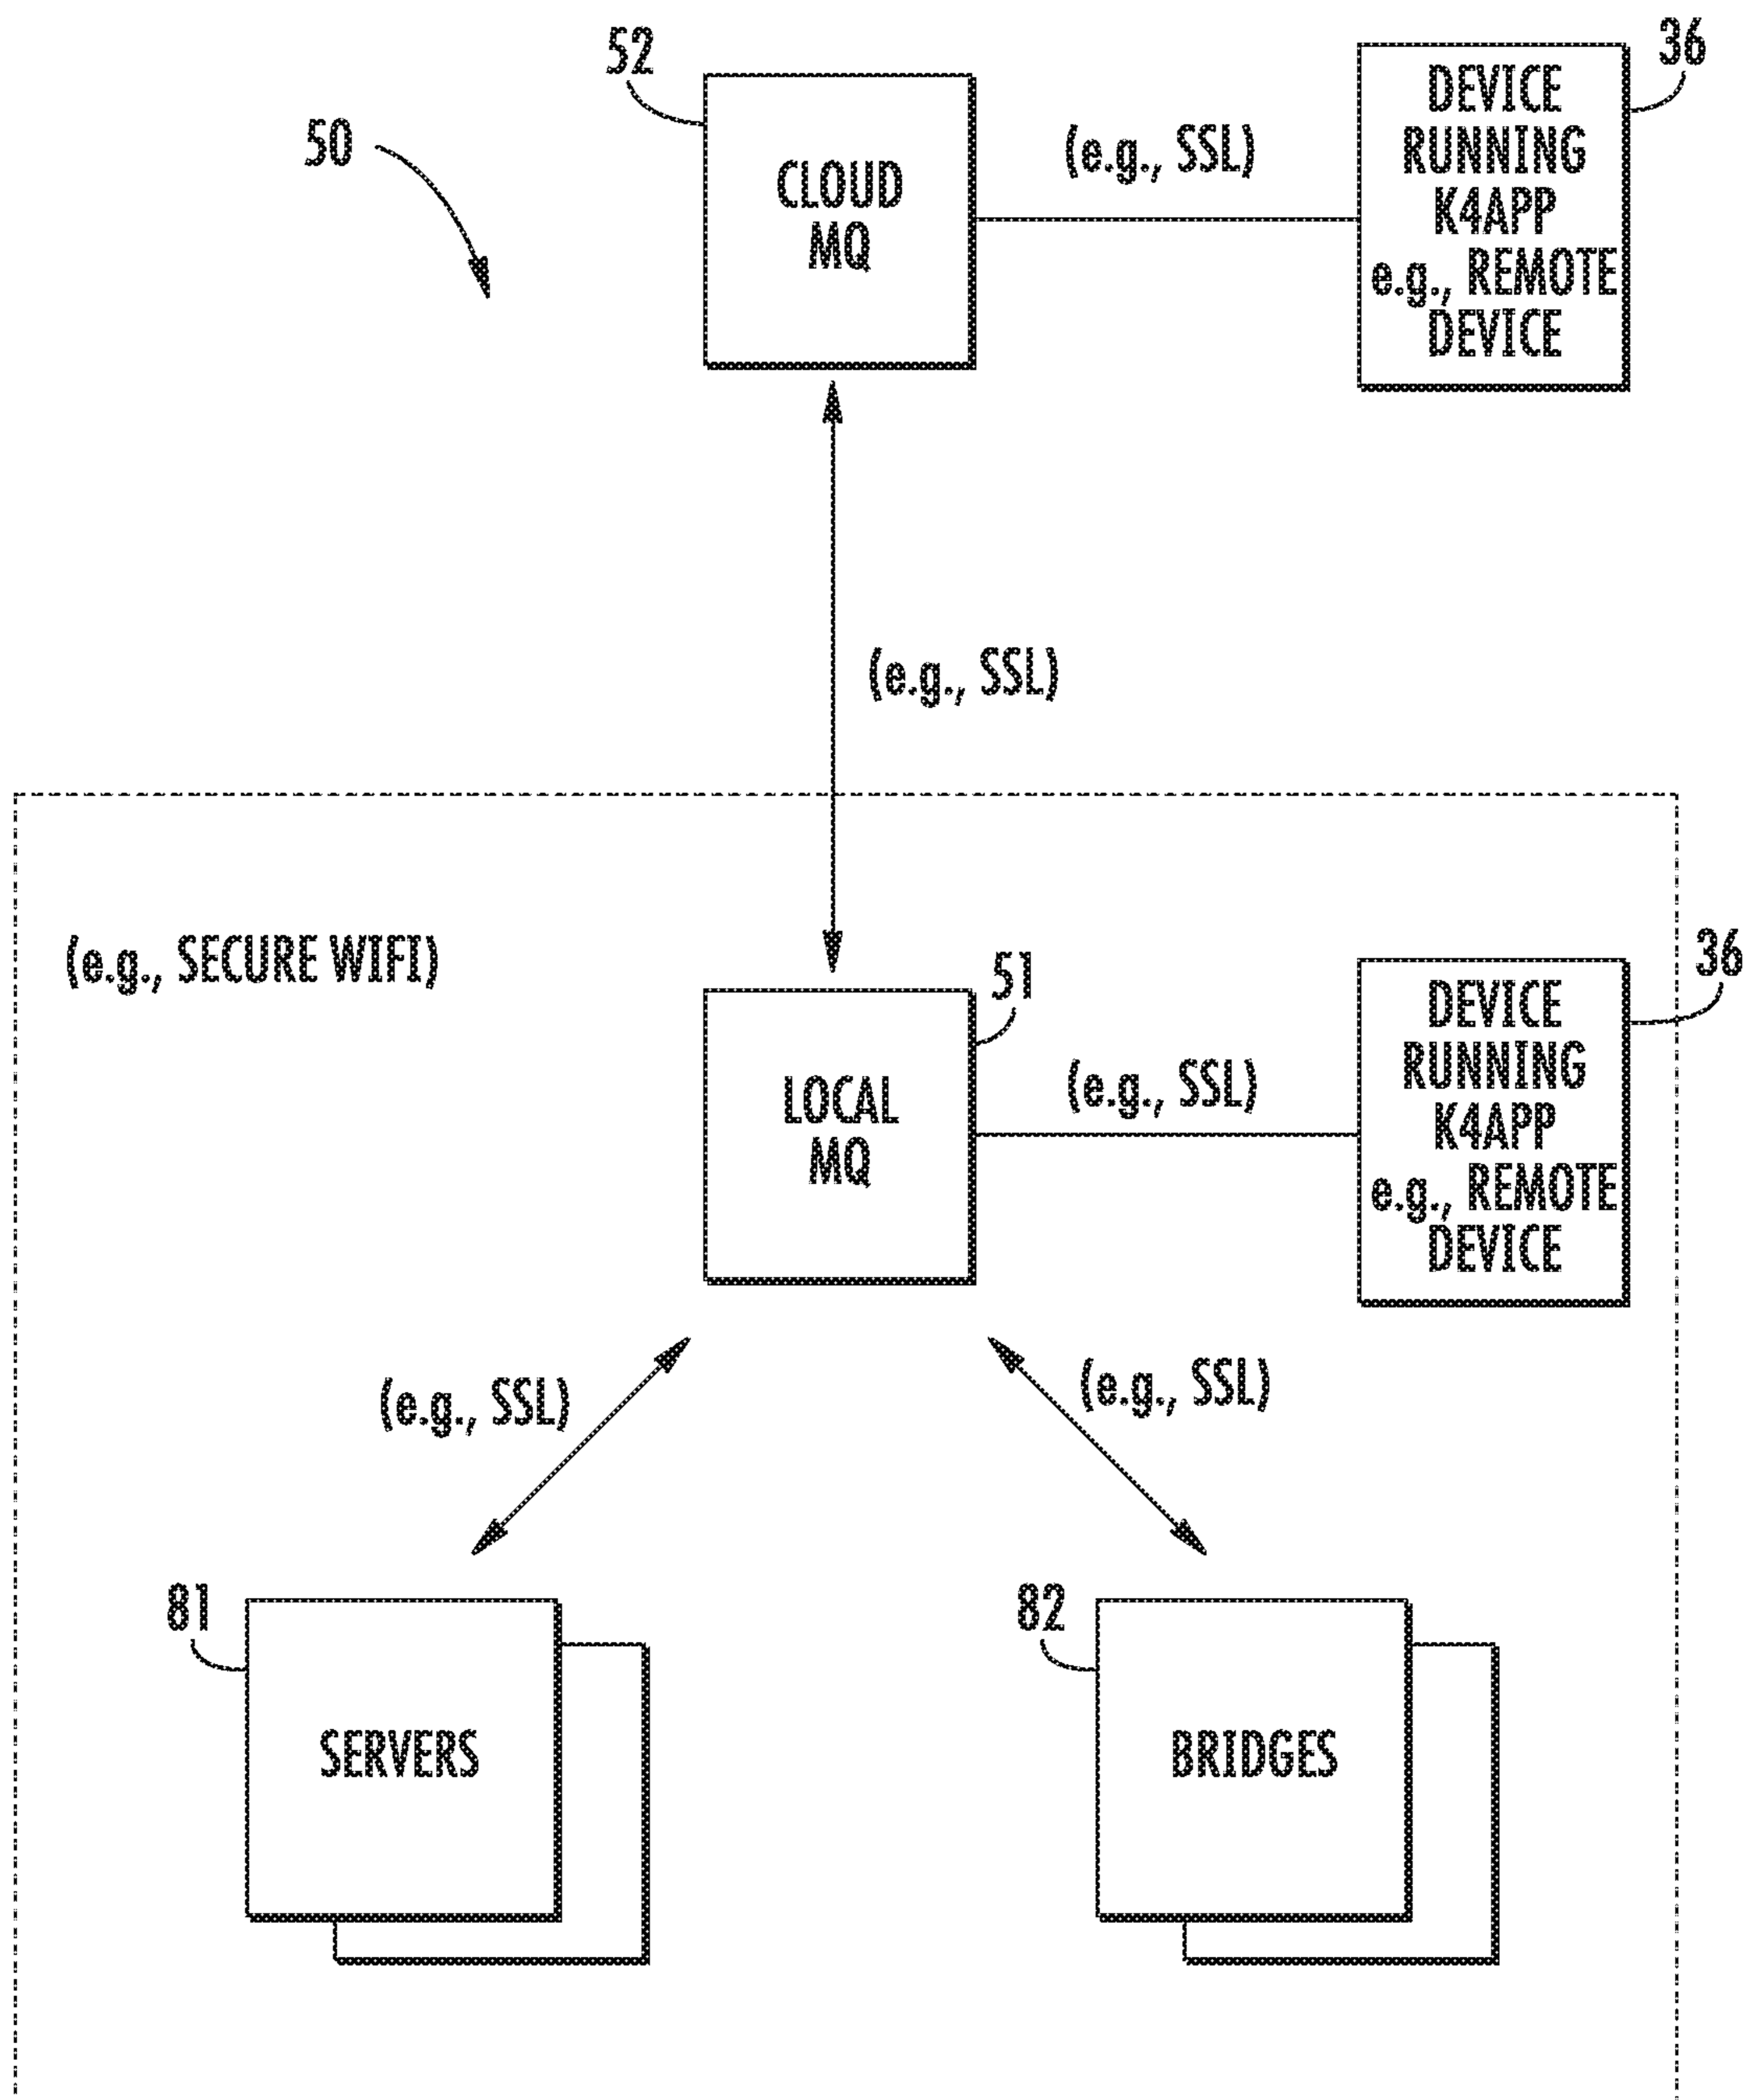 52
36
50
CLOUD
MQ
(e.g., SSL)
DEVICE
RUNNING
K4APP
e.g., REMOTE
DEVICE
(e.g., SSL)
(e.g., SECURE WIFI)
51
36
LOCAL
MQ
(e.g., SSL)
DEVICE
RUNNING
K4APP
e.g., REMOTE
DEVICE
(e.g., SSL)
(e.g., SSL)
81
82
SERVERS
BRIDGES